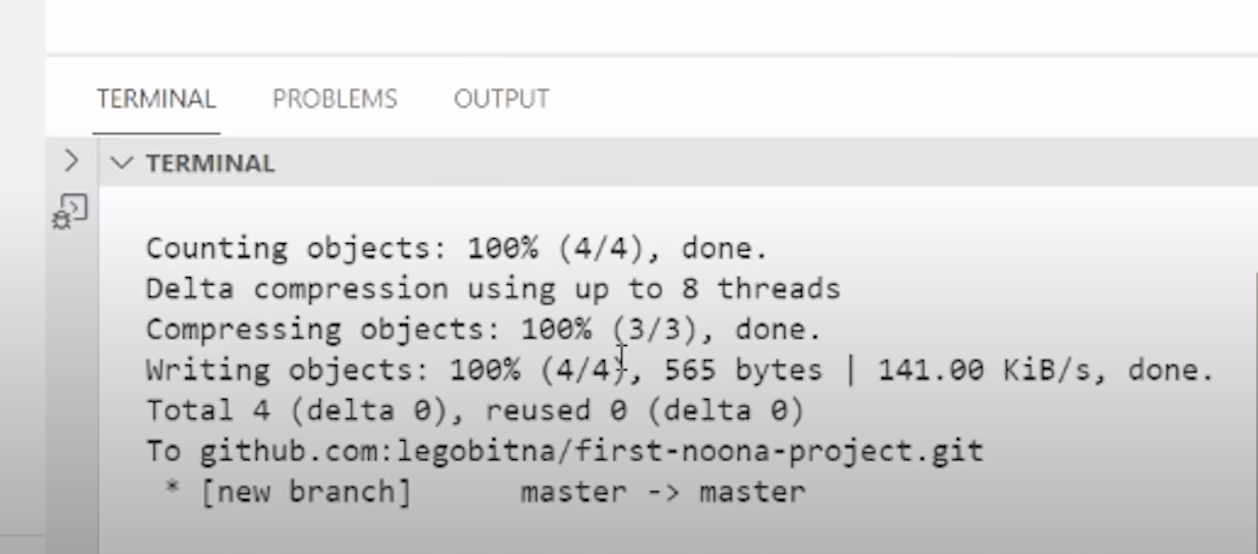 TERMINAL PROBLEMS OUTPUT
TERMINAL
Counting objects: 100% (4/4), done.
Delta compression using up to 8 threads
Compressing objects: 100% (3/3), done.
Writing objects: 100% (4/4), 565 bytes | 141.00 KiB/s, done.
Total 4 (delta 0), reused 0 (delta 0)
To github.com:legobitna/first-noona-project.git
* [new branch] master -> master